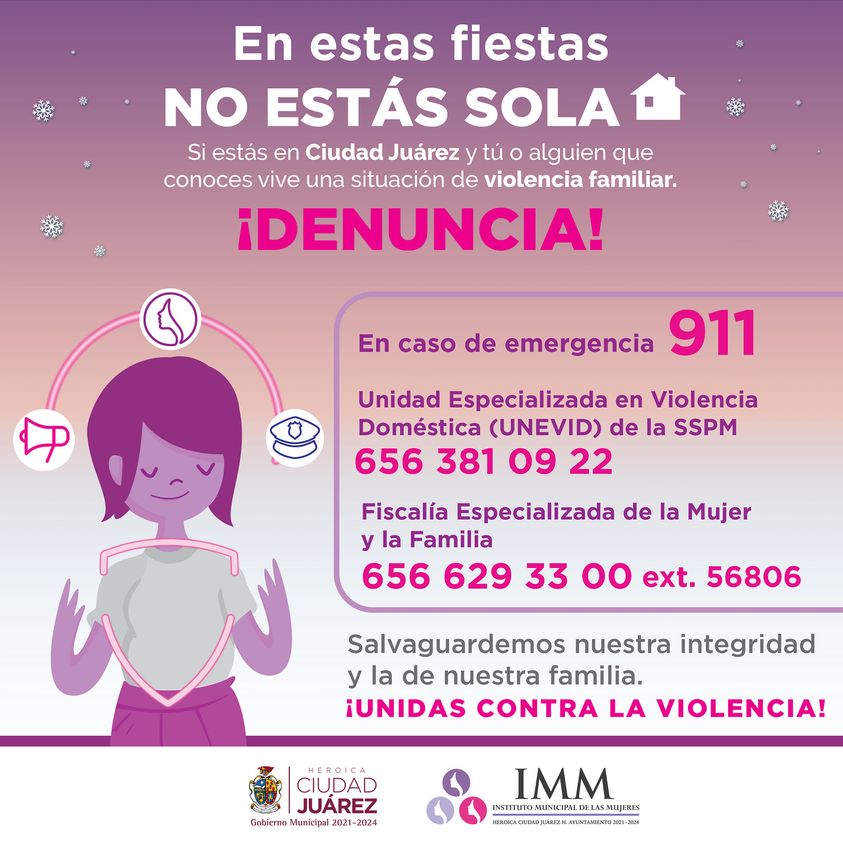 En estas fiestas
NO ESTÁS SOLA
Si estás en Ciudad Juárez y tú o alguien que
conoces vive una situación de violencia familiar.
¡DENUNCIA!
En caso de emergencia 911
Unidad Especializada en Violencia
Doméstica (UNEVID) de la SSPM
656 381 09 22
Fiscalía Especializada de la Mujer
y la Familia
656 629 33 00 ext. 56806
Salvaguardemos nuestra integridad
y la de nuestra familia.
¡UNIDAS CONTRA LA VIOLENCIA!
HEROICA
CIUDAD
JUÁREZ
Gobierno Municipal 2021-2024
IMM
INSTITUTO MUNICIPAL DE LAS MUJERES
HEROICA CIUDAD JUÁREZ H. AYUNTAMIENTO 2021 - 2024